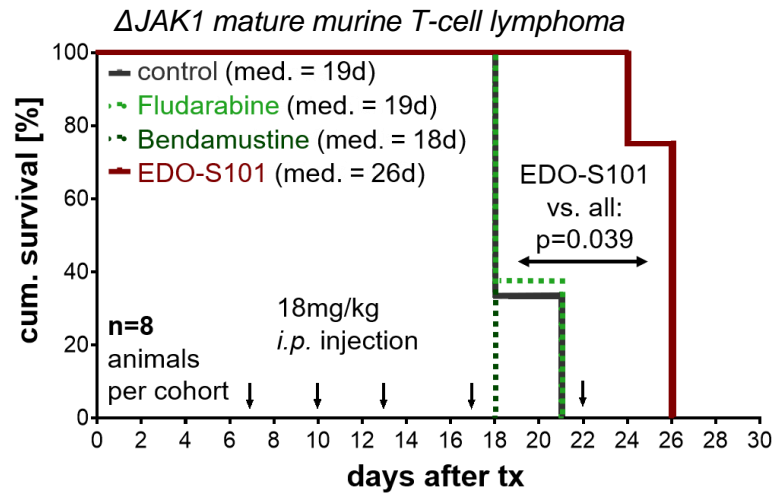 ΔJAK1 mature murine T-cell lymphoma
cum. survival [%]
100
80
60
40
20
0
control (med. = 19d)
Fludarabine (med. = 19d)
Bendamustine (med. = 18d)
EDO-S101 (med. = 26d)
EDO-S101
vs. all:
p=0.039
n=8
animals
per cohort
18mg/kg
i.p. injection
0 2 4 6 8 10 12 14 16 18 20 22 24 26 28 30
days after tx